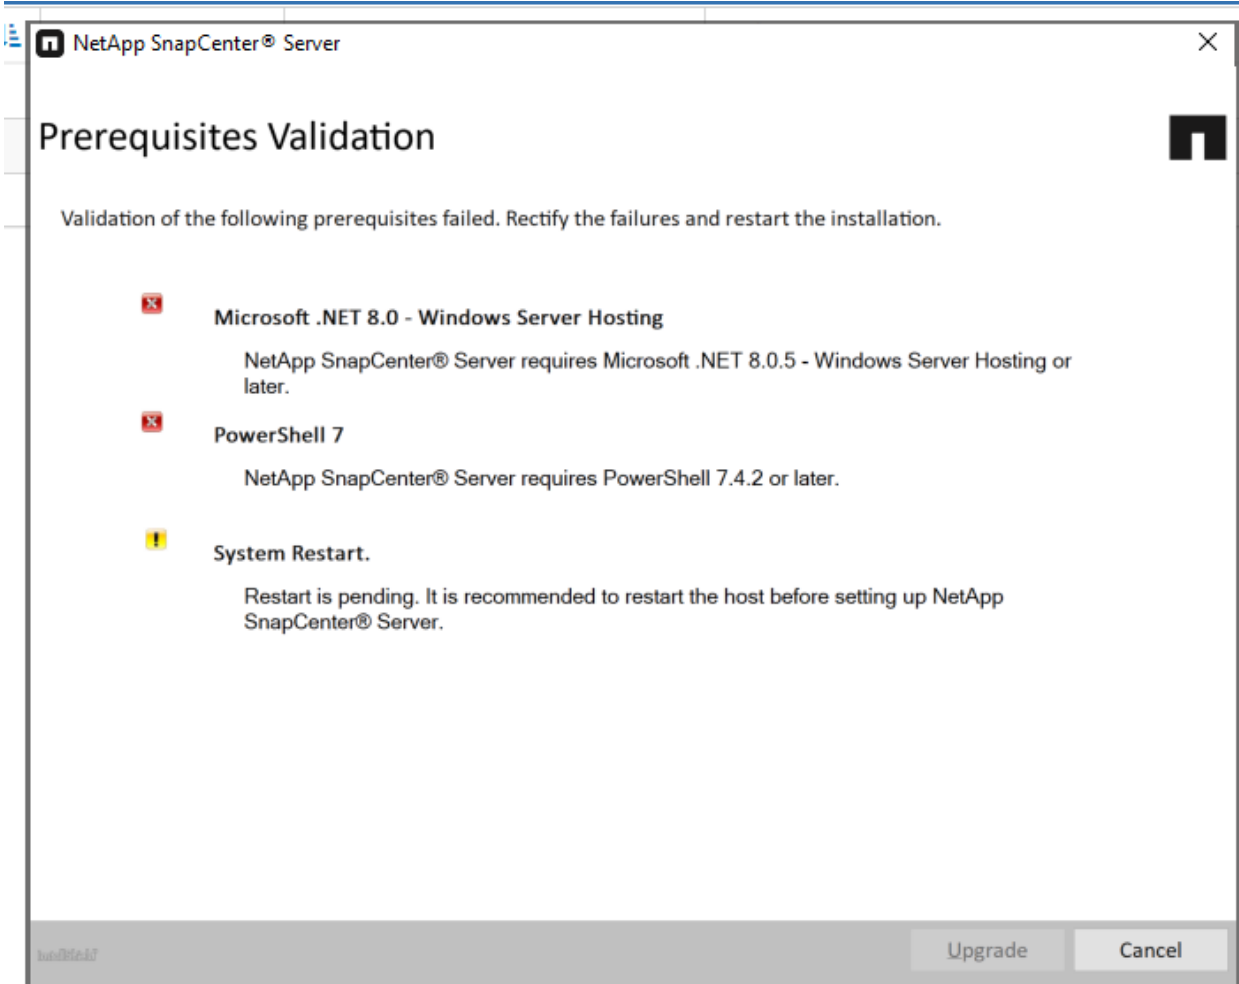 NetApp SnapCenter® Server
Prerequisites Validation
Validation of the following prerequisites failed. Rectify the failures and restart the installation.
Microsoft .NET 8.0 - Windows Server Hosting
NetApp SnapCenter® Server requires Microsoft .NET 8.0.5 - Windows Server Hosting or
later.
PowerShell 7
NetApp SnapCenter® Server requires PowerShell 7.4.2 or later.
System Restart.
Restart is pending. It is recommended to restart the host before setting up NetApp
SnapCenter® Server.
InstallShield
Upgrade
Cancel